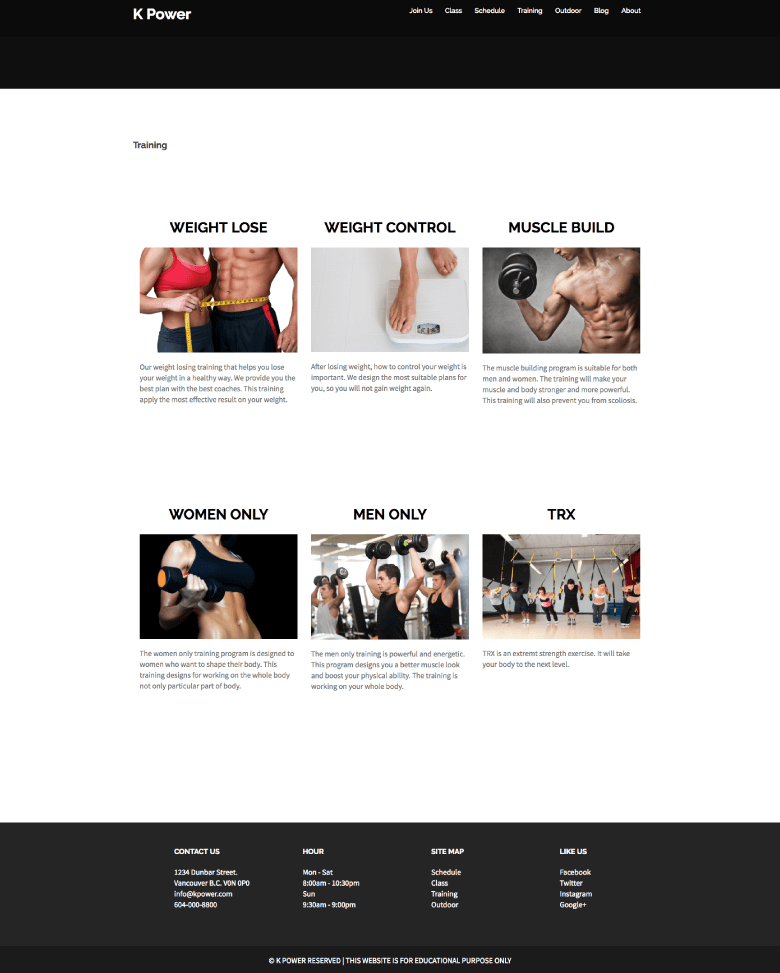 K Power
Join Us Class Schedule Training Outdoor Blog About
Training
WEIGHT LOSE
Our weight losing training that helps you lose
your weight in a healthy way. We provide you the
best plan with the best coaches. This training
apply the most effective result on your weight.
WEIGHT CONTROL
After losing weight, how to control your weight is
important. We design the most suitable plans for
you, so you will not gain weight again.
MUSCLE BUILD
The muscle building program is suitable for both
men and women. The training will make your
muscle and body stronger and more powerful.
This training will also prevent you from scoliosis.
WOMEN ONLY
The women only training program is designed to
women who want to shape their body. This
training designs for working on the whole body
not only particular part of body.
MEN ONLY
The men only training is powerful and energetic.
This program designs you a better muscle look
and boost your physical ability. The training is
working on your whole body.
TRX
TRX is an extremt strength exercise. It will take
your body to the next level.
CONTACT US
1234 Dunbar Street.
Vancouver B.C. V0N 0P0
info@kpower.com
604-000-8800
HOUR
Mon - Sat
8:00am - 10:30pm
Sun
9:30am - 9:00pm
SITE MAP
Schedule
Class
Training
Outdoor
LIKE US
Facebook
Twitter
Instagram
Google+
© K POWER RESERVED | THIS WEBSITE IS FOR EDUCATIONAL PURPOSE ONLY